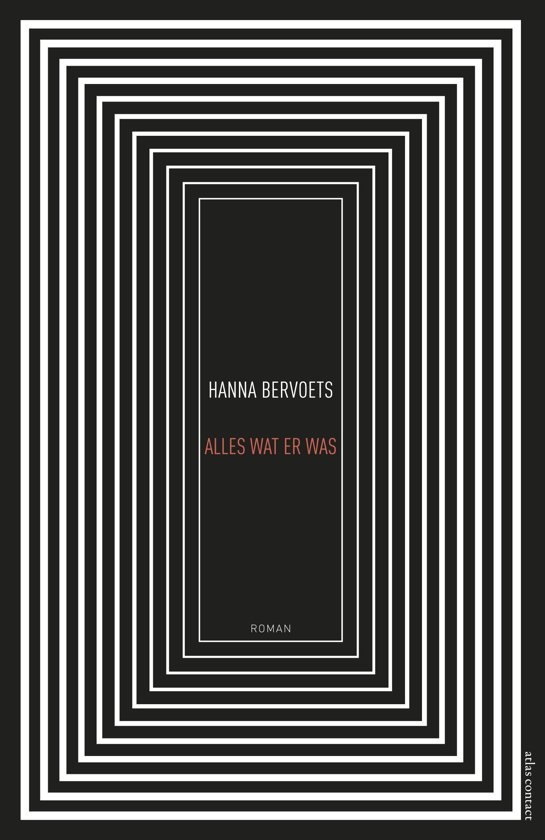 HANNA BERVOETS
ALLES WAT ER WAS
ROMAN
atlas contact